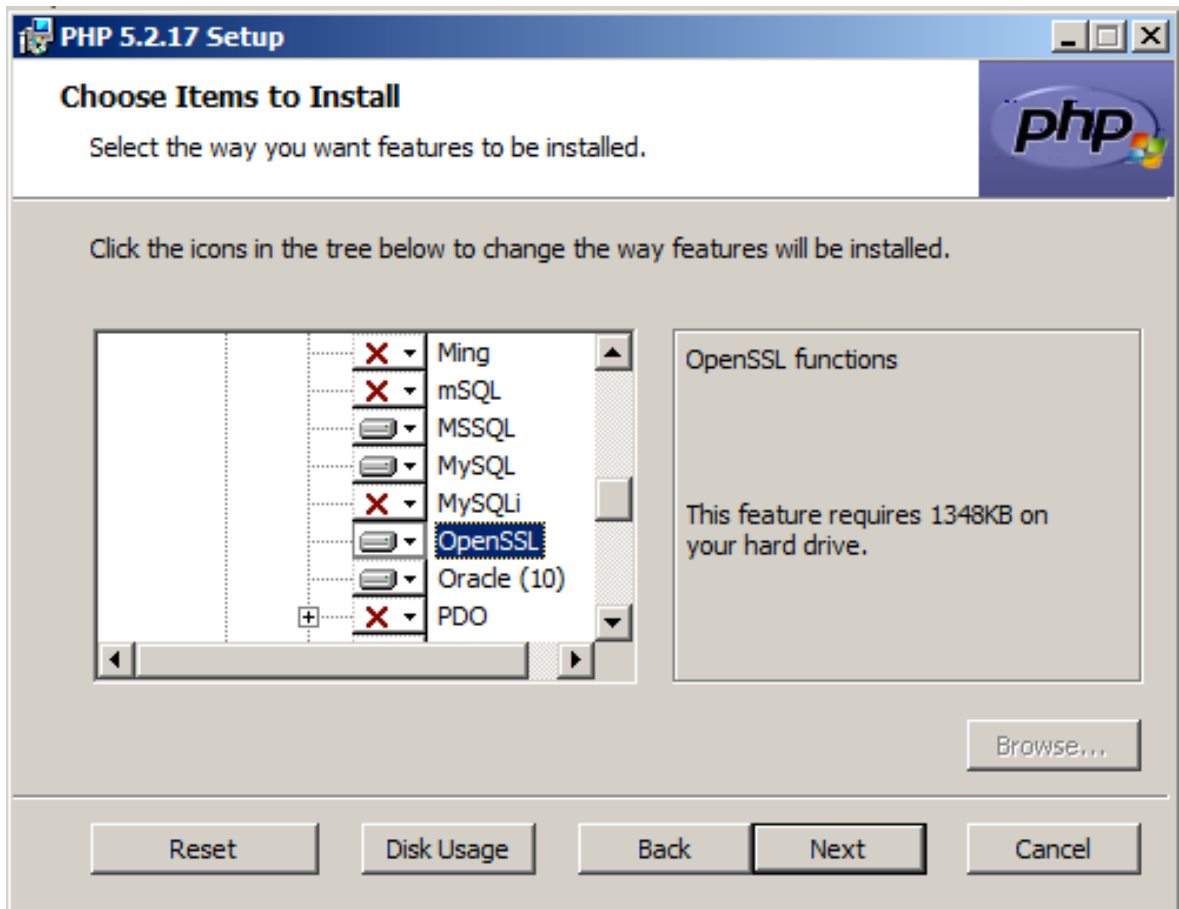 PHP 5.2.17 Setup
Choose Items to Install
Select the way you want features to be installed.
php
Click the icons in the tree below to change the way features will be installed.
Ming
mSQL
MSSQL
MySQL
MySQLi
OpenSSL
Oracle (10)
PDO
OpenSSL functions
This feature requires 1348KB on
your hard drive.
Browse...
Reset
Disk Usage
Back
Next
Cancel